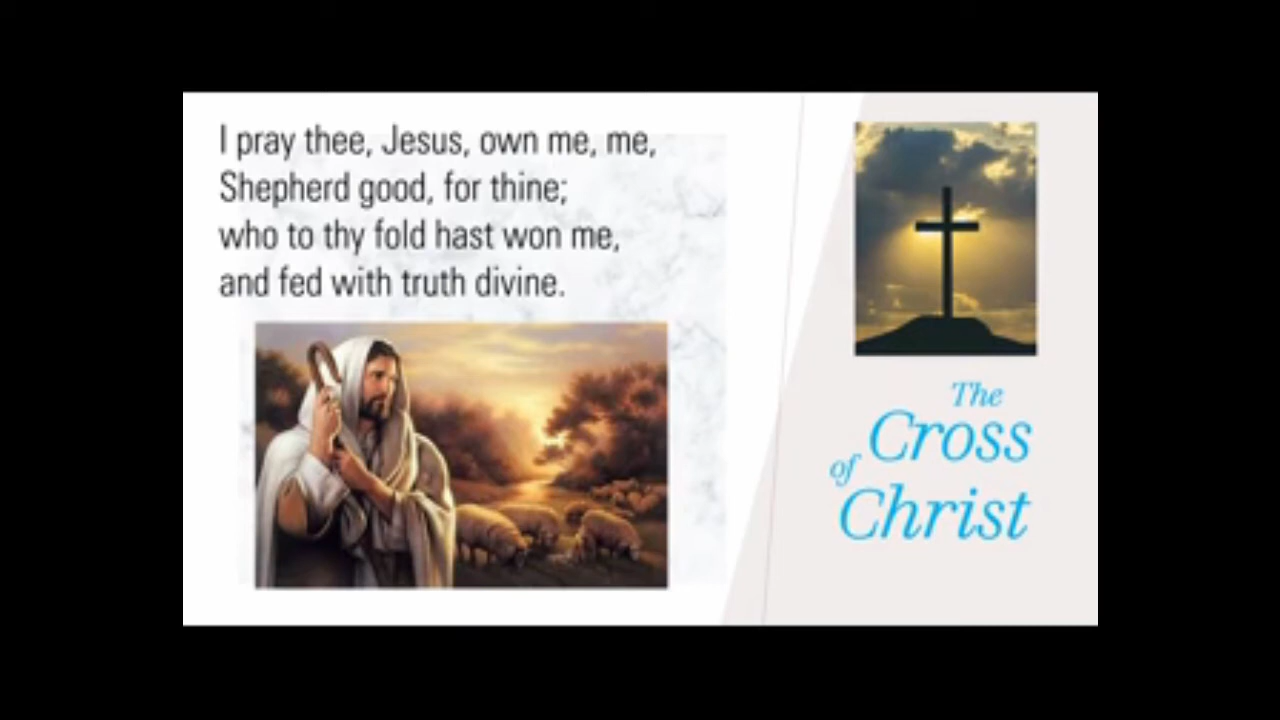 I pray thee, Jesus, own me, me,
Shepherd good, for thine;
who to thy fold hast won me,
and fed with truth divine.
The
Cross
of
Christ